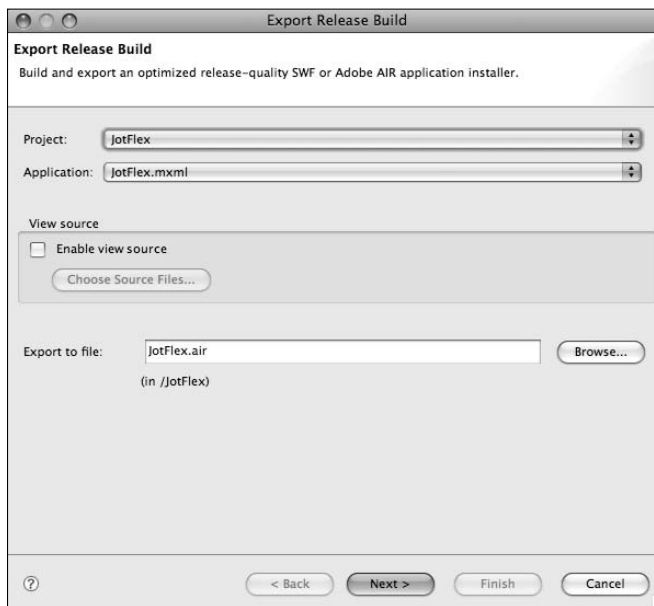 Export Release Build
Export Release Build
Build and export an optimized release-quality SWF or Adobe AIR application installer.
Project: JotFlex
Application: JotFlex.mxml
View source
Enable view source
Choose Source Files...
Export to file: JotFlex.air Browse...
(in /JotFlex)
? < Back Next > Finish Cancel